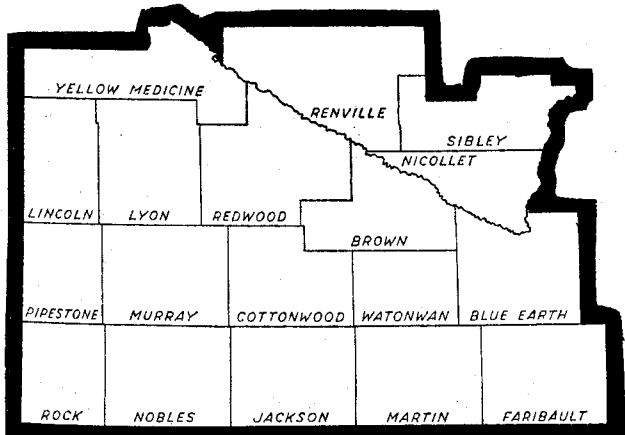 YELLOW MEDICINE
RENVILLE
SIBLEY
NICOLLET
LINCOLN
LYON
REDWOOD
BROWN
PIPESTONE
MURRAY
COTTONWOOD
WATONWAN
BLUE EARTH
ROCK
NOBLES
JACKSON
MARTIN
FARIBAULT